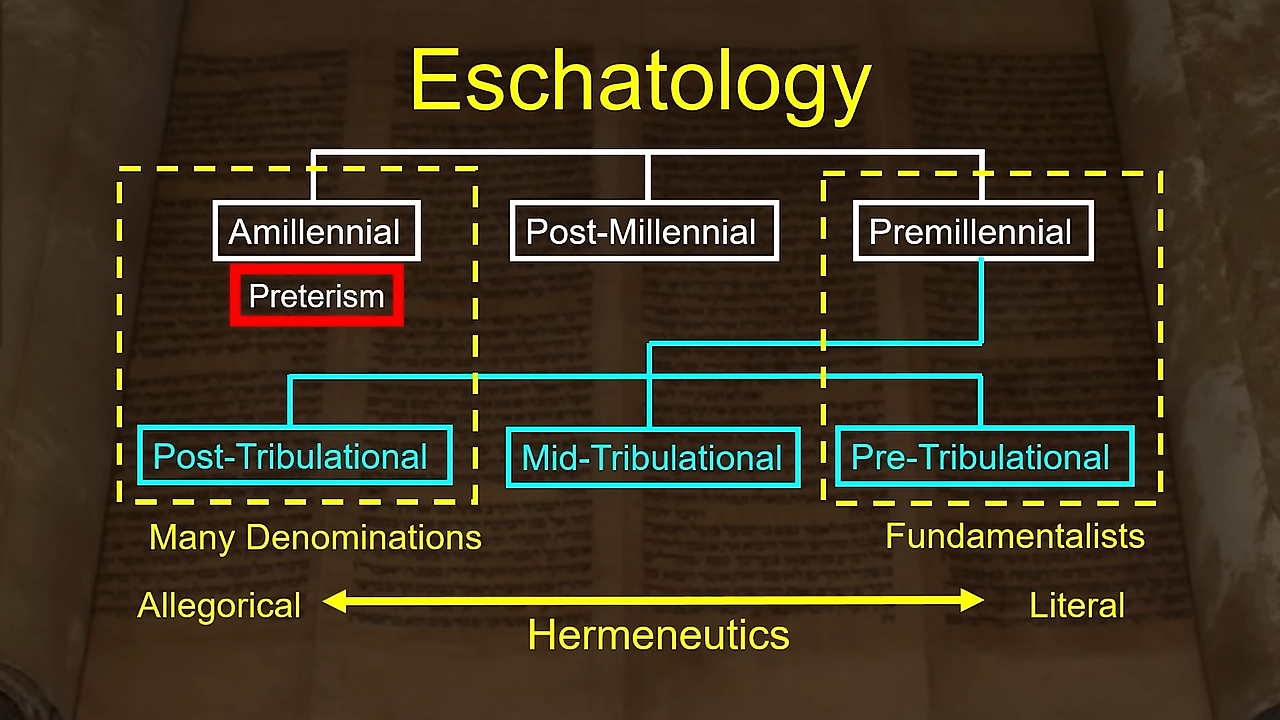 Eschatology
Amillennial
Post-Millennial
Premillennial
Preterism
Post-Tribulational
Mid-Tribulational
Pre-Tribulational
Many Denominations
Fundamentalists
Allegorical
Literal
Hermeneutics